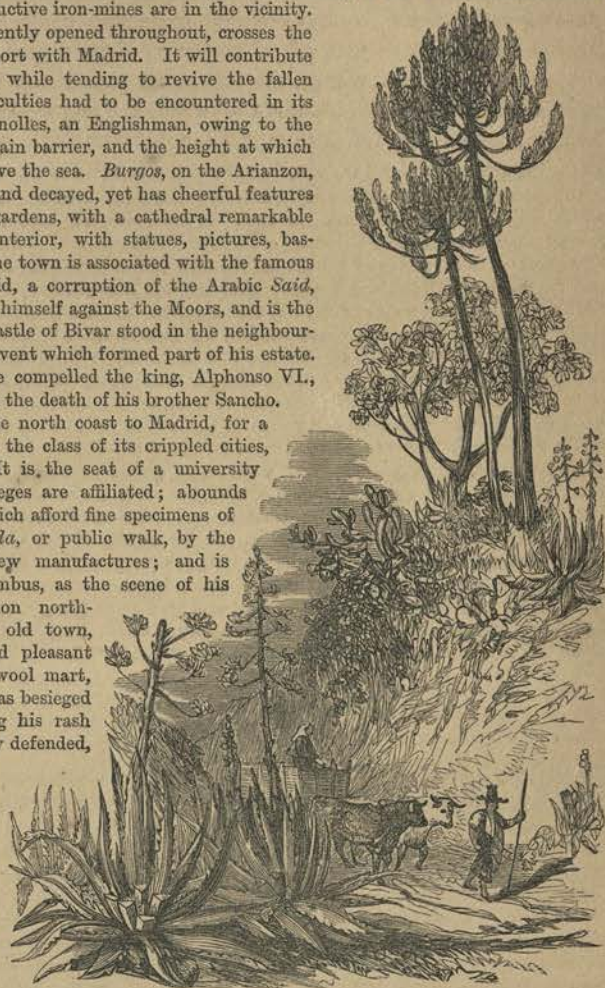 uctive iron-mines are in the vicinity.
ently opened throughout, crosses the
ort with Madrid. It will contribute
while tending to revive the fallen
culties had to be encountered in its
nolles, an Englishman, owing to the
ain barrier, and the height at which
ve the sea. Burgos, on the Arianzon,
nd decayed, yet has cheerful features
gardens, with a cathedral remarkable
nterior, with statues, pictures, bas-
he town is associated with the famous
id, a corruption of the Arabic Said,
himself against the Moors, and is the
astle of Bivar stood in the neighbour-
vent which formed part of his estate.
e compelled the king, Alphonso VI.,
the death of his brother Sancho.
e north coast to Madrid, for a
the class of its crippled cities,
It is the seat of a university
eges are affiliated; abounds
ich afford fine specimens of
la, or public walk, by the
ew manufactures; and is
mbus, as the scene of his
on north-
old town,
d pleasant
wool mart,
as besieged
g his rash
y defended,